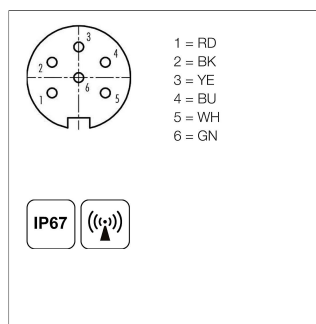 3
2
4
6
1
5
1 = RD
2 = BK
3 = YE
4 = BU
5 = WH
6 = GN
IP67